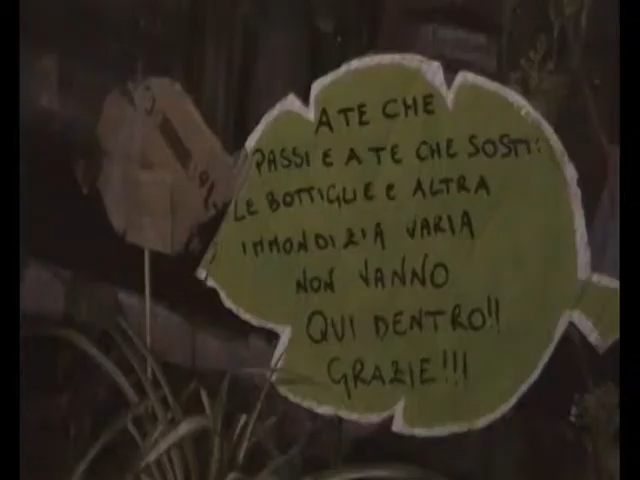 A TE CHE
PASSI E A TE CHE SOSTI:
LE BOTTIGLIE E ALTRA
IMMONDIZIA VARIA
NON VANNO
QUI DENTRO!!
GRAZIE!!!